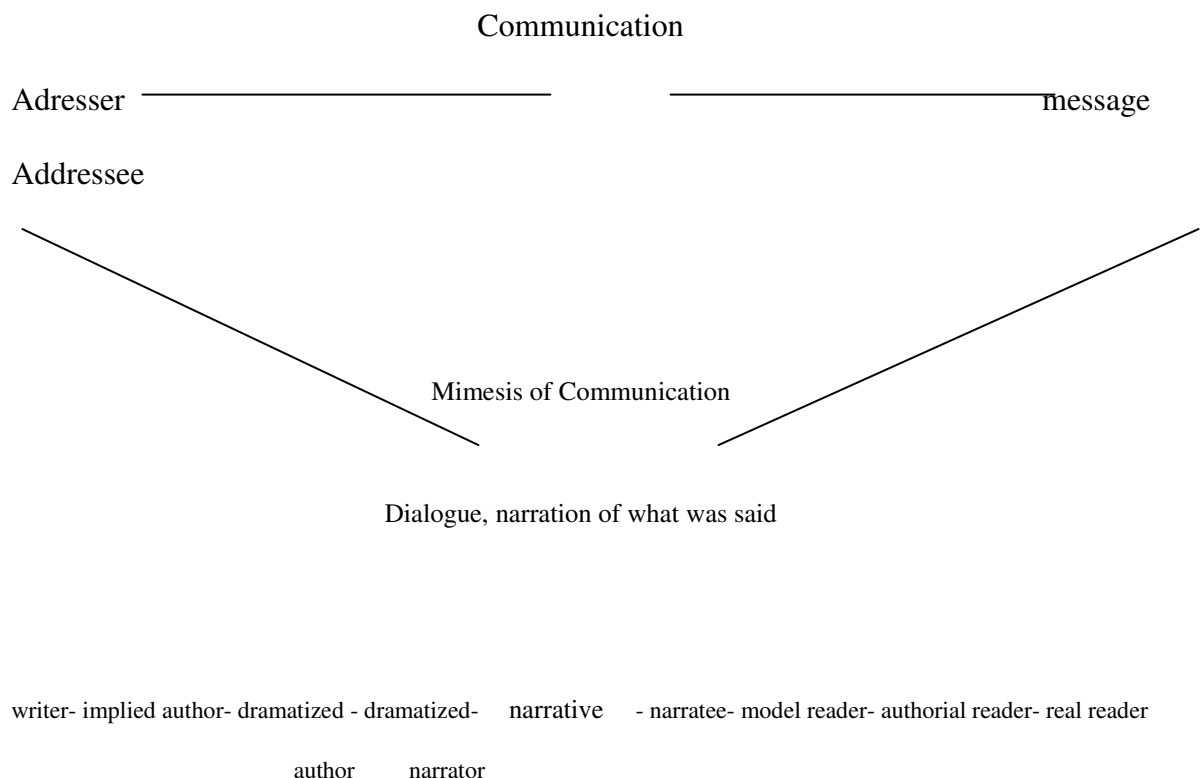 Communication
Adresser message
Addressee
Mimesis of Communication
Dialogue, narration of what was said
writer- implied author- dramatized - dramatized- narrative - narratee- model reader- authorial reader- real reader
author narrator